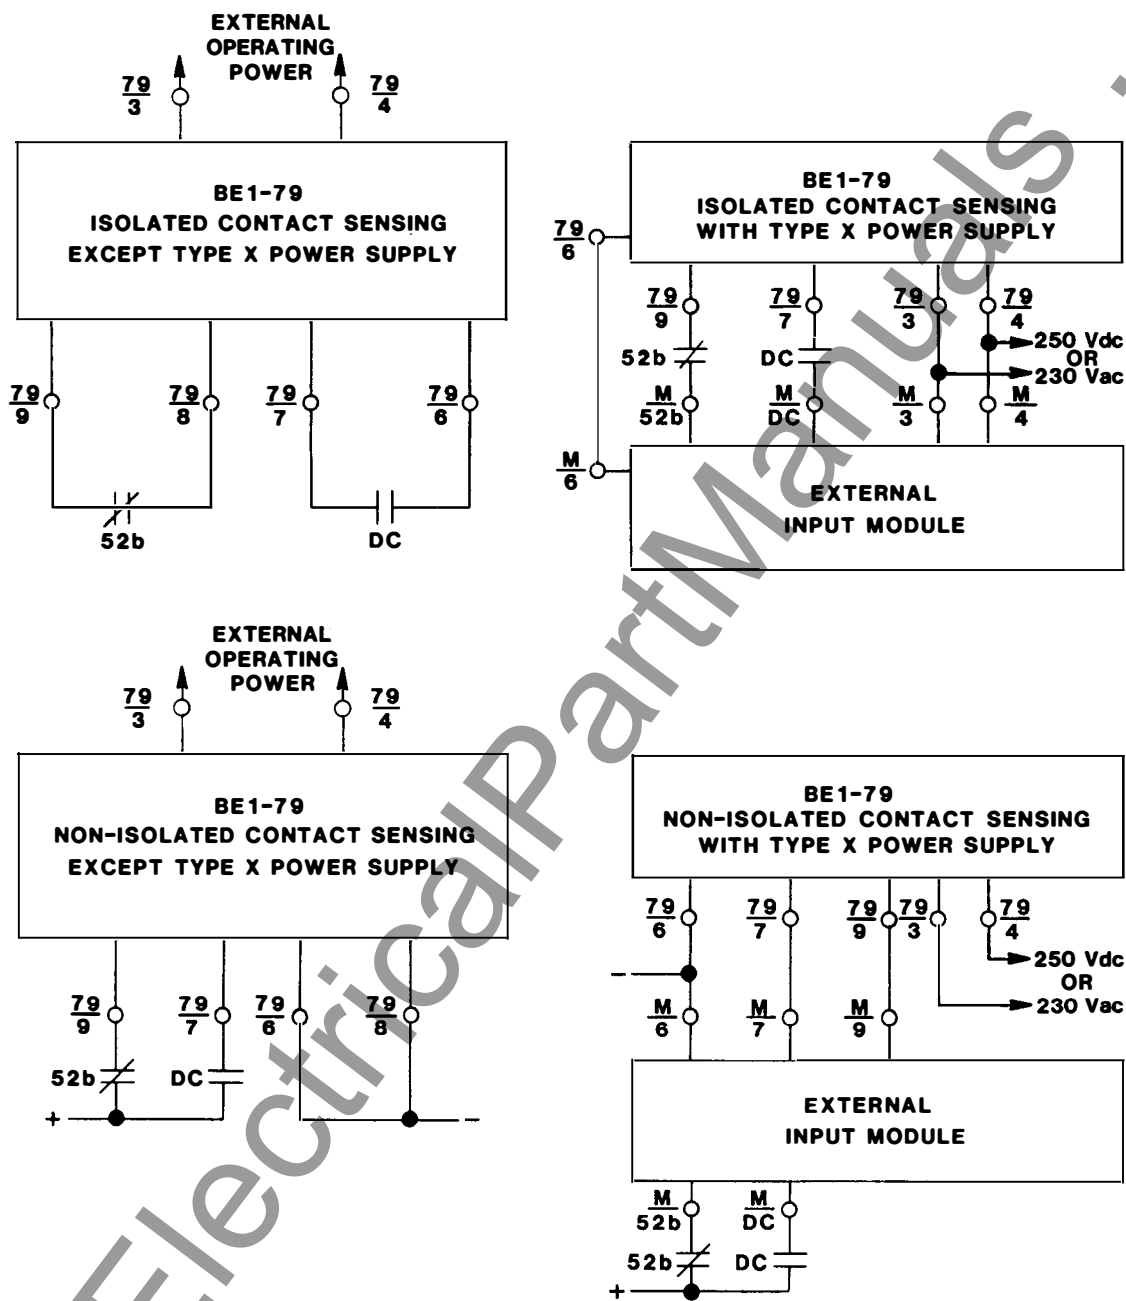 EXTERNAL
OPERATING
POWER
79
3
79
4
BE1-79
ISOLATED CONTACT SENSING
EXCEPT TYPE X POWER SUPPLY
79
9
79
8
79
7
79
6
52b
DC
BE1-79
ISOLATED CONTACT SENSING
WITH TYPE X POWER SUPPLY
79
6
79
9
79
7
79
3
79
4
250 Vdc
OR
230 Vac
52b
DC
M
52b
M
DC
M
3
M
4
M
6
EXTERNAL
INPUT MODULE
EXTERNAL
OPERATING
POWER
79
3
79
4
BE1-79
NON-ISOLATED CONTACT SENSING
EXCEPT TYPE X POWER SUPPLY
79
9
79
7
79
6
79
8
52b
DC
+
-
BE1-79
NON-ISOLATED CONTACT SENSING
WITH TYPE X POWER SUPPLY
79
6
79
7
79
9
79
3
79
4
250 Vdc
OR
230 Vac
-
M
6
M
7
M
9
EXTERNAL
INPUT MODULE
M
52b
M
DC
52b
DC
+
ElectricalPartManuals .